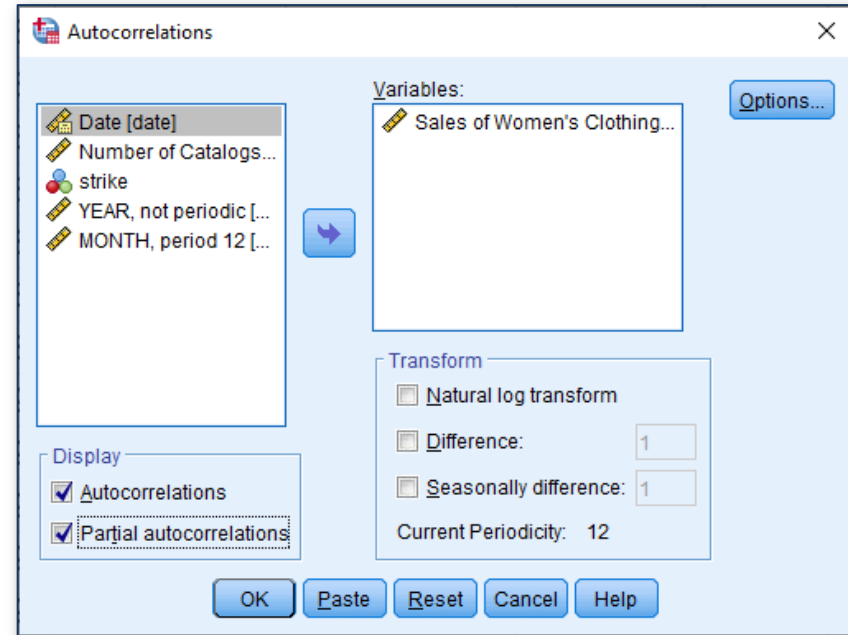 Autocorrelations
Date [date]
Number of Catalogs...
strike
YEAR, not periodic [...
MONTH, period 12 [...
Variables:
Sales of Women's Clothing...
Options...
Display
Autocorrelations
Partial autocorrelations
Transform
Natural log transform
Difference: 1
Seasonally difference: 1
Current Periodicity: 12
OK Paste Reset Cancel Help